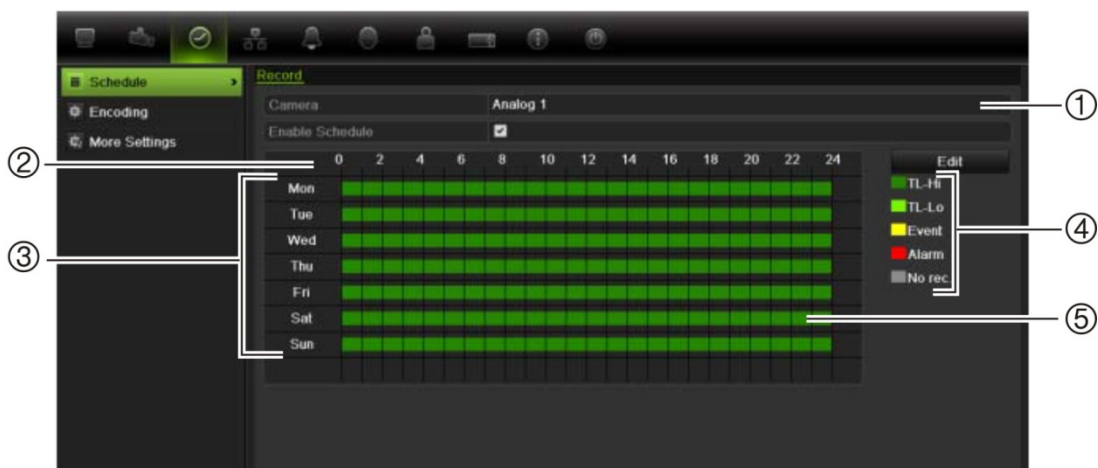 Schedule
Encoding
More Settings
Record
Camera Analog 1
Enable Schedule
0 2 4 6 8 10 12 14 16 18 20 22 24
Mon
Tue
Wed
Thu
Fri
Sat
Sun
Edit
TL-Hi
TL-Lo
Event
Alarm
No rec
①
②
③
④
⑤